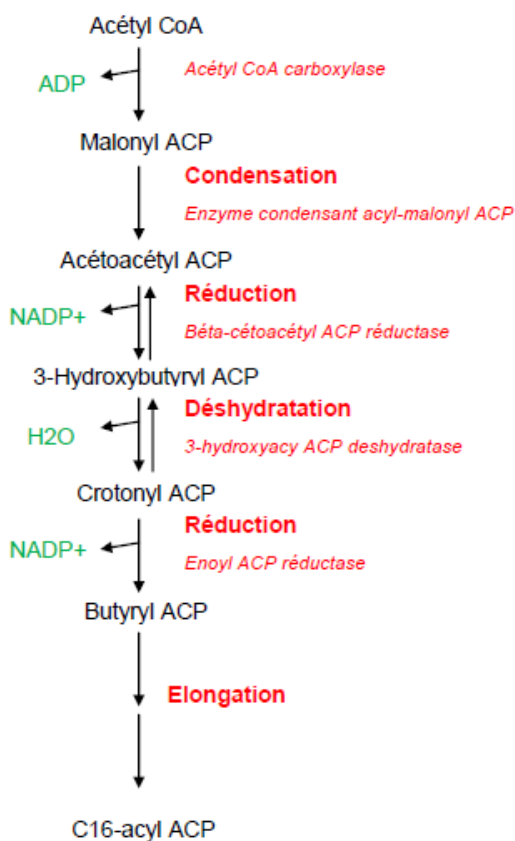 Acétyl CoA
ADP
Acétyl CoA carboxylase
Malonyl ACP
Condensation
Enzyme condensant acyl-malonyl ACP
Acétoacétyl ACP
Réduction
NADP+
Béta-cétoacétyl ACP réductase
3-Hydroxybutyryl ACP
Déshydratation
H2O
3-hydroxyacy ACP deshydratase
Crotonyl ACP
Réduction
NADP+
Enoyl ACP réductase
Butyryl ACP
Elongation
C16-acyl ACP